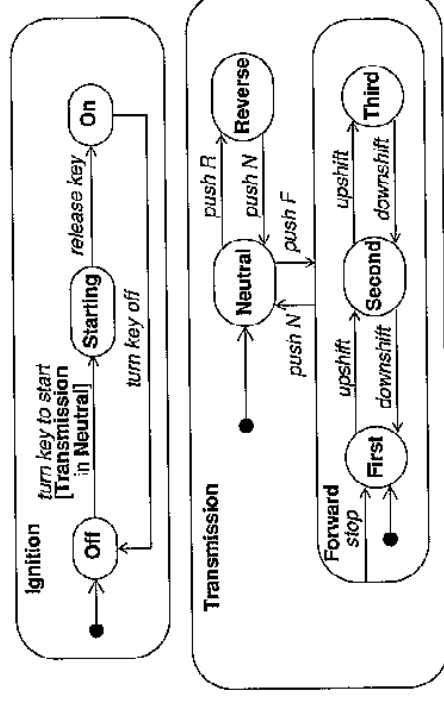 Ignition
turn key to start
[Transmission
in Neutral]
release key
Off
Starting
On
turn key off
Transmission
push R
Neutral
Reverse
push N
push N
push F
Forward
stop
upshift
upshift
First
Second
Third
downshift
downshift